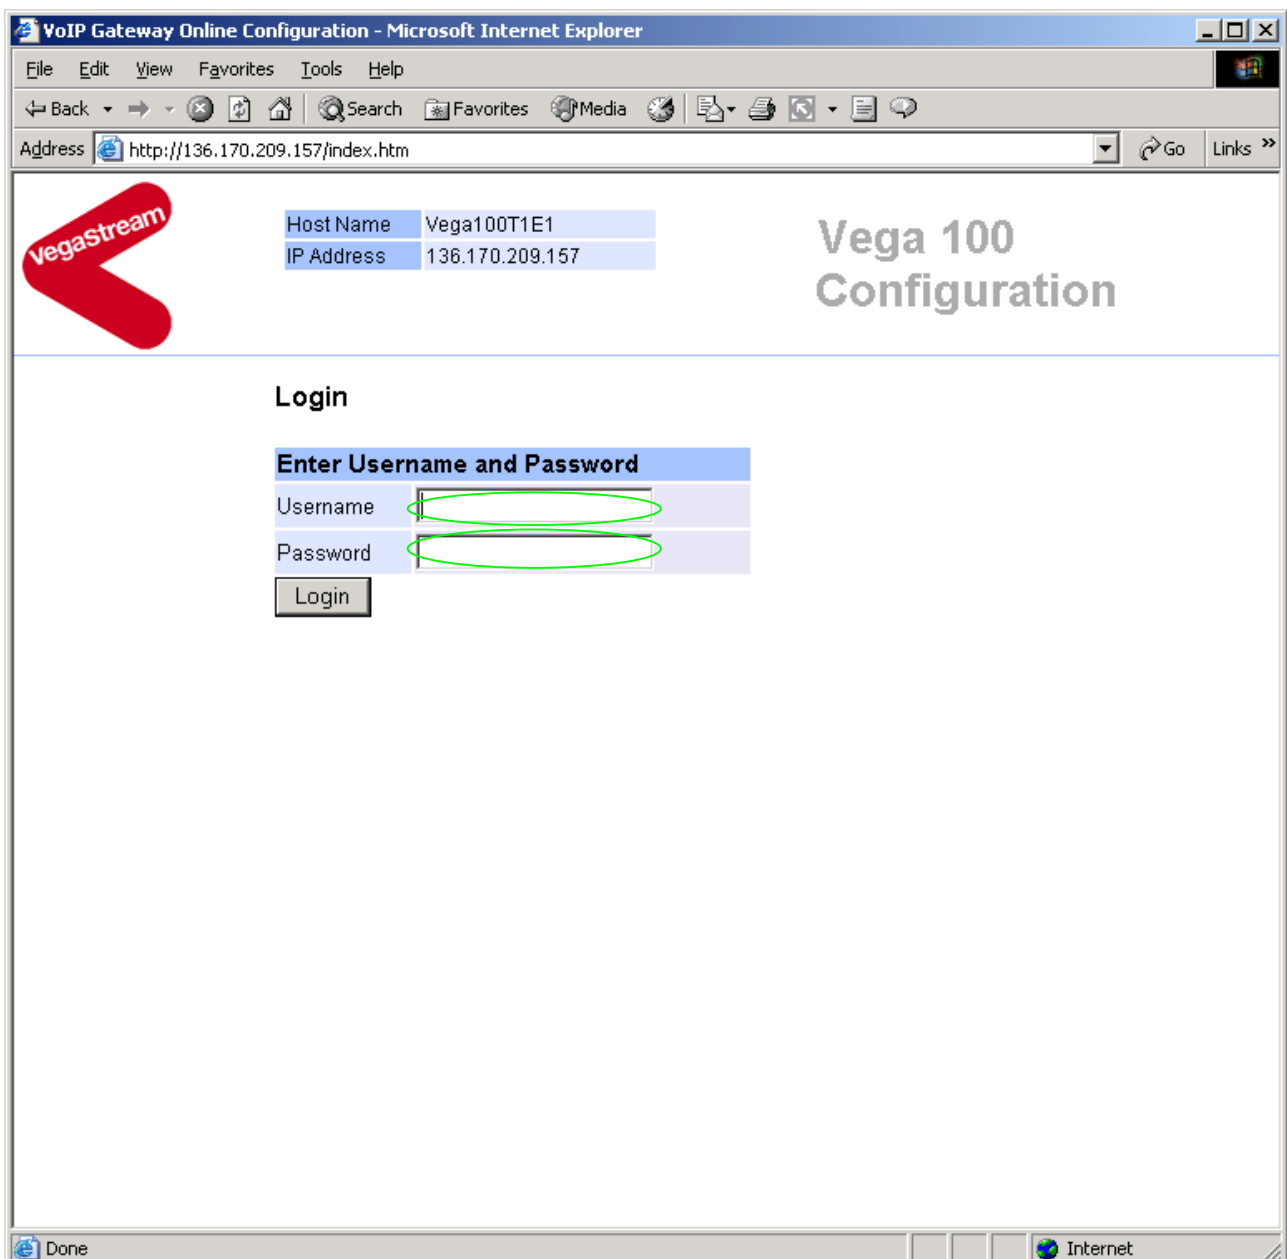 VoIP Gateway Online Configuration - Microsoft Internet Explorer
File Edit View Favorites Tools Help
Back Search Favorites Media
Address http://136.170.209.157/index.htm Go Links »
vegastream
Host Name Vega100T1E1
IP Address 136.170.209.157
Vega 100
Configuration
Login
Enter Username and Password
Username
Password
Login
Done Internet